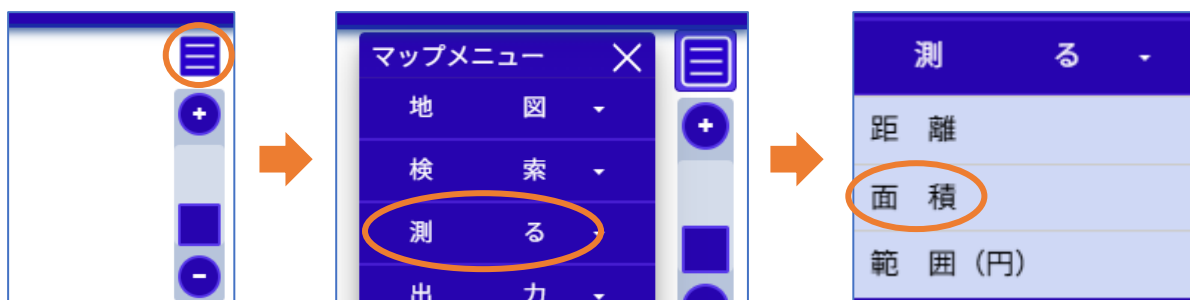 マップメニュー
地 図
検 索
測 る
出 力
測 る
距 離
面 積
範 囲 (円)